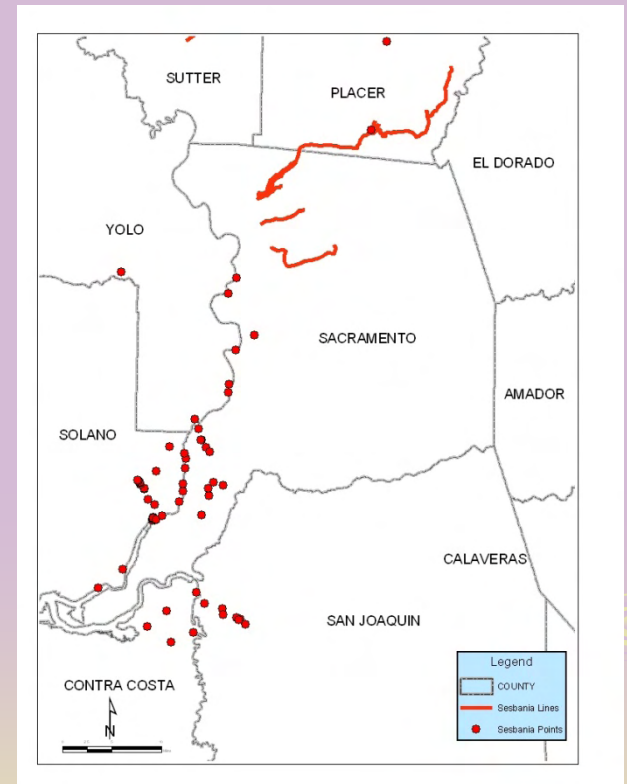 SUTTER
PLACER
EL DORADO
YOLO
SACRAMENTO
AMADOR
SOLANO
CALAVERAS
SAN JOAQUIN
CONTRA COSTA
N
Legend
COUNTY
Sesbania Lines
Sesbania Points